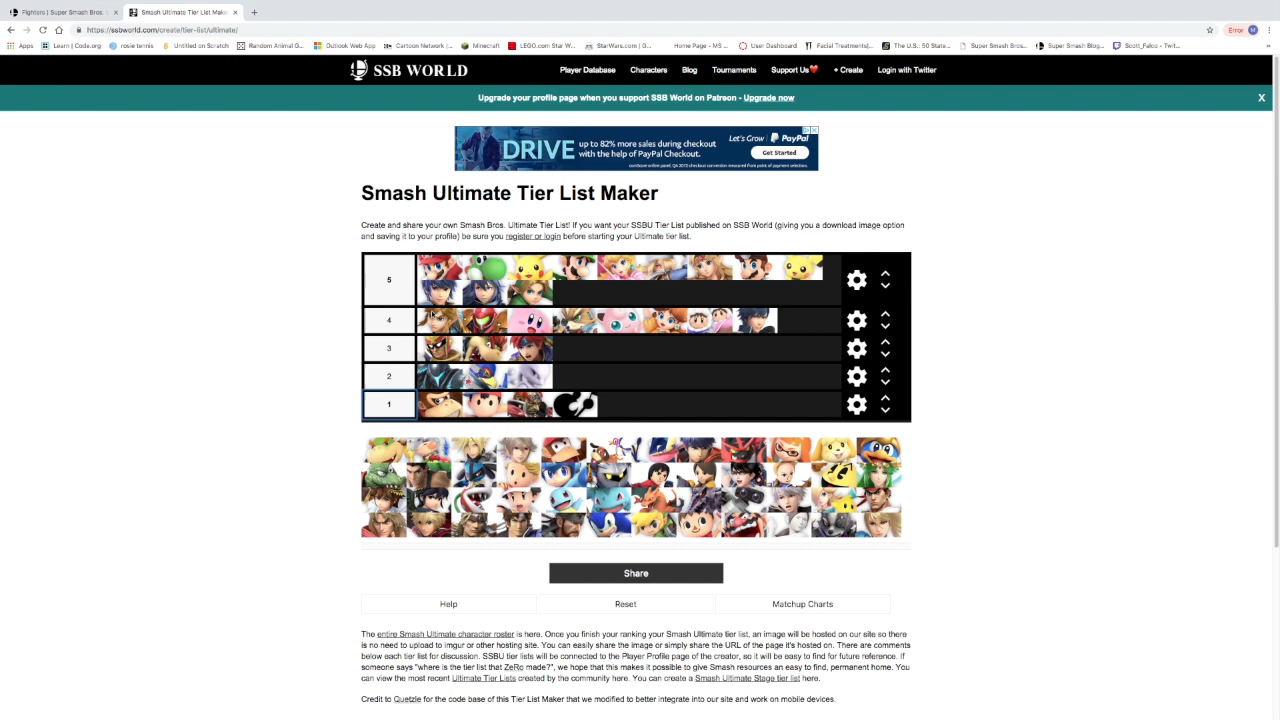 Fighters | Super Smash Bros. 
Smash Ultimate Tier List Maker
https://ssbworld.com/create/tier-list/ultimate/
Error
M
Apps Learn | Code.org rosie tennis Untitled on Scratch Random Animal G... Outlook Web App Cartoon Network |... Minecraft LEGO.com Star W... StarWars.com | G... Home Page - MS ... User Dashboard Facial Treatments|... The U.S.: 50 State... Super Smash Bros... Super Smash Blog... Scott_Falco - Twit...
SSB WORLD
Player Database Characters Blog Tournaments Support Us❤️ + Create Login with Twitter
Upgrade your profile page when you support SSB World on Patreon - Upgrade now
X
DRIVE up to 82% more sales during checkout with the help of PayPal Checkout.
Let's Grow | PayPal
Get Started
Smash Ultimate Tier List Maker
Create and share your own Smash Bros. Ultimate Tier List! If you want your SSBU Tier List published on SSB World (giving you a download image option
and saving it to your profile) be sure you register or login before starting your Ultimate tier list.
5
4
3
2
1
Share
Help Reset Matchup Charts
The entire Smash Ultimate character roster is here. Once you finish your ranking your Smash Ultimate tier list, an image will be hosted on our site so there
is no need to upload to imgur or other hosting site. You can easily share the image or simply share the URL of the page it's hosted on. There are comments
below each tier list for discussion. SSBU tier lists will be connected to the Player Profile page of the creator, so it will be easy to find for future reference. If
someone says "where is the tier list that ZeRo made?", we hope that this makes it possible to give Smash resources an easy to find, permanent home. You
can view the most recent Ultimate Tier Lists created by the community here. You can create a Smash Ultimate Stage tier list here.
Credit to Quetzle for the code base of this Tier List Maker that we modified to better integrate into our site and work on mobile devices.